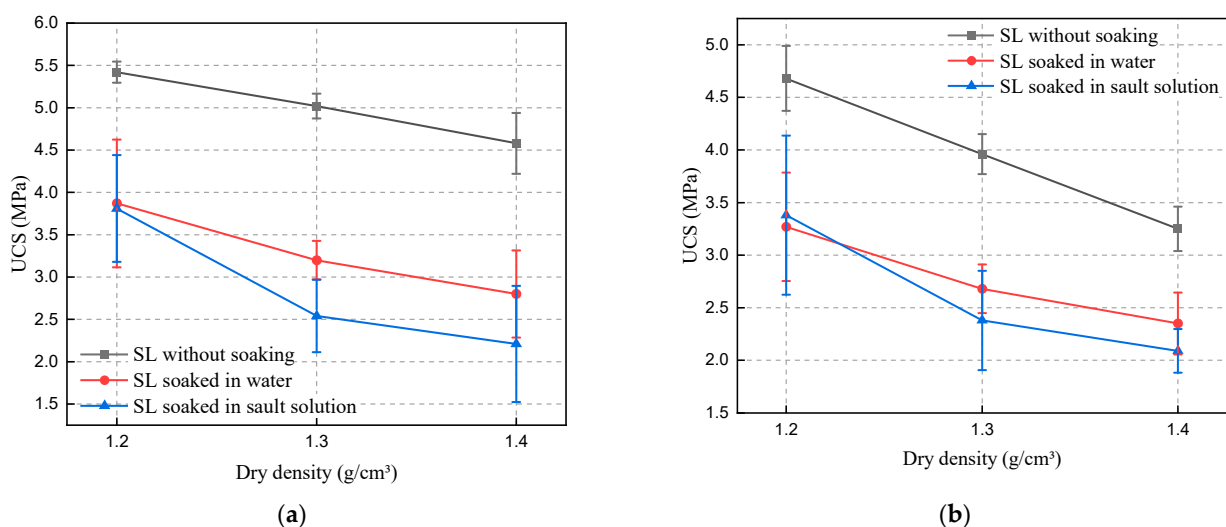 6.0
5.5
5.0
4.5
4.0
3.5
3.0
2.5
2.0
1.5
UCS (MPa)
SL without soaking
SL soaked in water
SL soaked in sault solution
1.2
1.3
1.4
Dry density (g/cm³)
(a)
5.0
4.5
4.0
3.5
3.0
2.5
2.0
1.5
UCS (MPa)
SL without soaking
SL soaked in water
SL soaked in sault solution
1.2
1.3
1.4
Dry density (g/cm³)
(b)